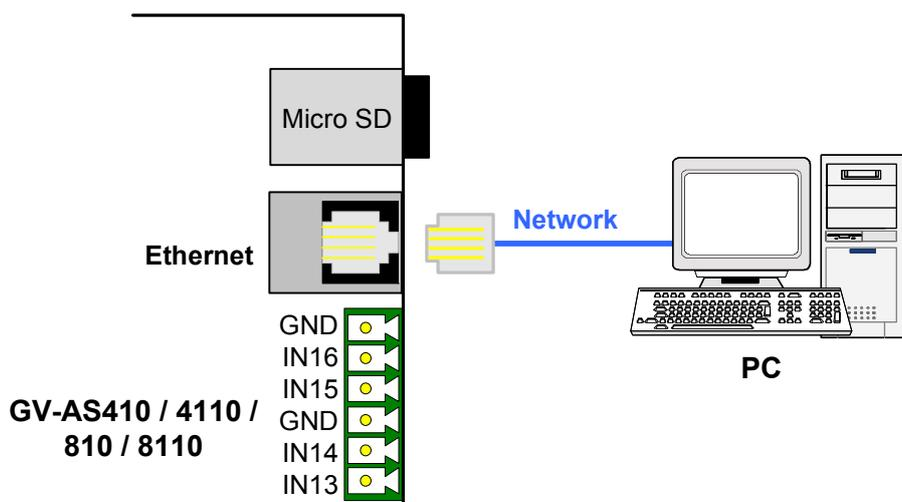 Micro SD
Network
Ethernet
PC
GND
IN16
IN15
GND
IN14
IN13
GV-AS410 / 4110 /
810 / 8110